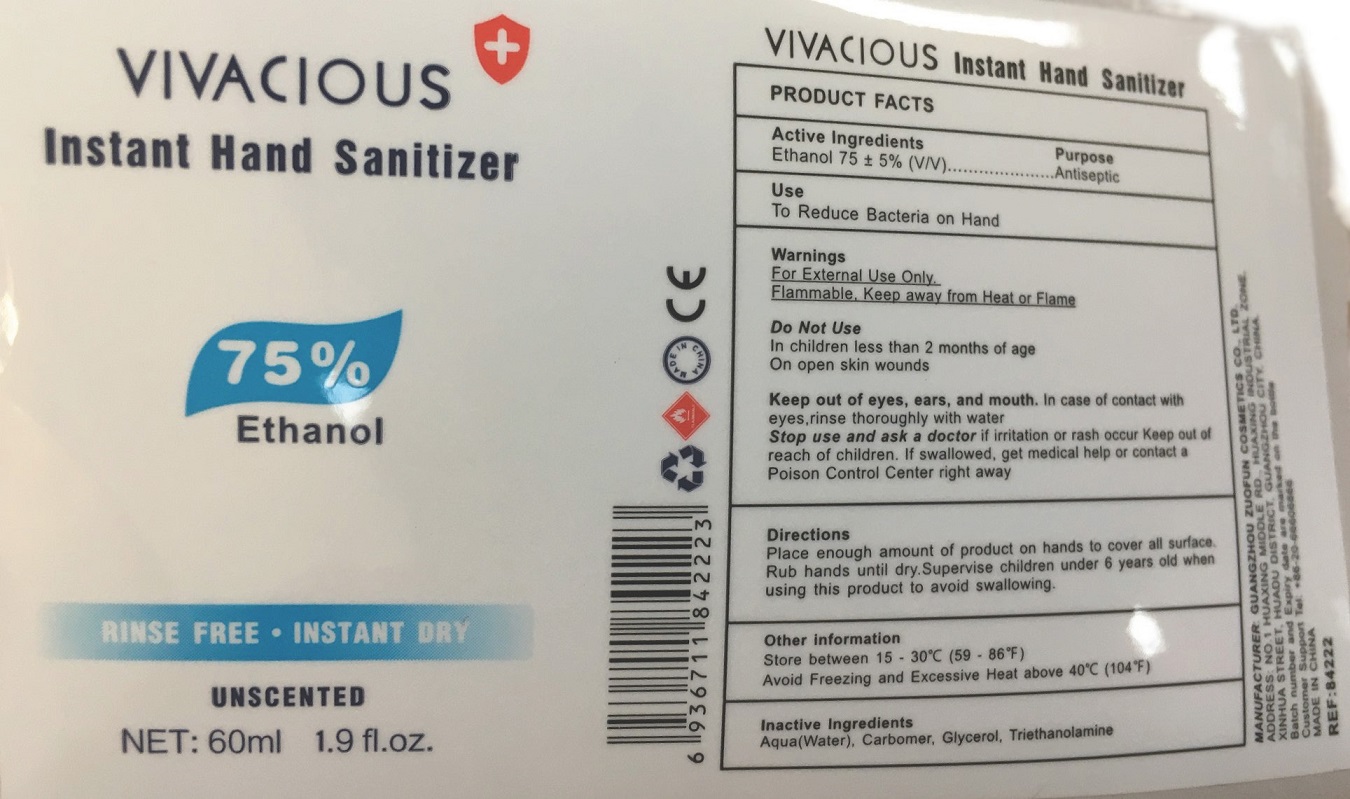 VIVACIOUS
Instant Hand Sanitizer
75%
Ethanol
RINSE FREE • INSTANT DRY
UNSCENTED
NET: 60ml 1.9 fl.oz.
CE
MADE IN CHINA
6 936711 842223
VIVACIOUS Instant Hand Sanitizer
PRODUCT FACTS
Active Ingredients Purpose
Ethanol 75 ± 5% (V/V).....................Antiseptic
Use
To Reduce Bacteria on Hand
Warnings
For External Use Only.
Flammable, Keep away from Heat or Flame
Do Not Use
In children less than 2 months of age
On open skin wounds
Keep out of eyes, ears, and mouth. In case of contact with
eyes,rinse thoroughly with water
Stop use and ask a doctor if irritation or rash occur Keep out of
reach of children. If swallowed, get medical help or contact a
Poison Control Center right away
Directions
Place enough amount of product on hands to cover all surface.
Rub hands until dry.Supervise children under 6 years old when
using this product to avoid swallowing.
Other information
Store between 15 - 30℃ (59 - 86℉)
Avoid Freezing and Excessive Heat above 40℃ (104℉)
Inactive Ingredients
Aqua(Water), Carbomer, Glycerol, Triethanolamine
MANUFACTURER: GUANGZHOU ZUOFUN COSMETICS CO., LTD.
ADDRESS: NO.1 HUAXING MIDDLE RD., HUAXING INDUSTRIAL ZONE,
XINHUA STREET, HUADU DISTRICT, GUANGZHOU CITY, CHINA.
Batch number and Expiry date are marked on the bottle
Customer Support Tel:
MADE IN CHINA
REF:84222